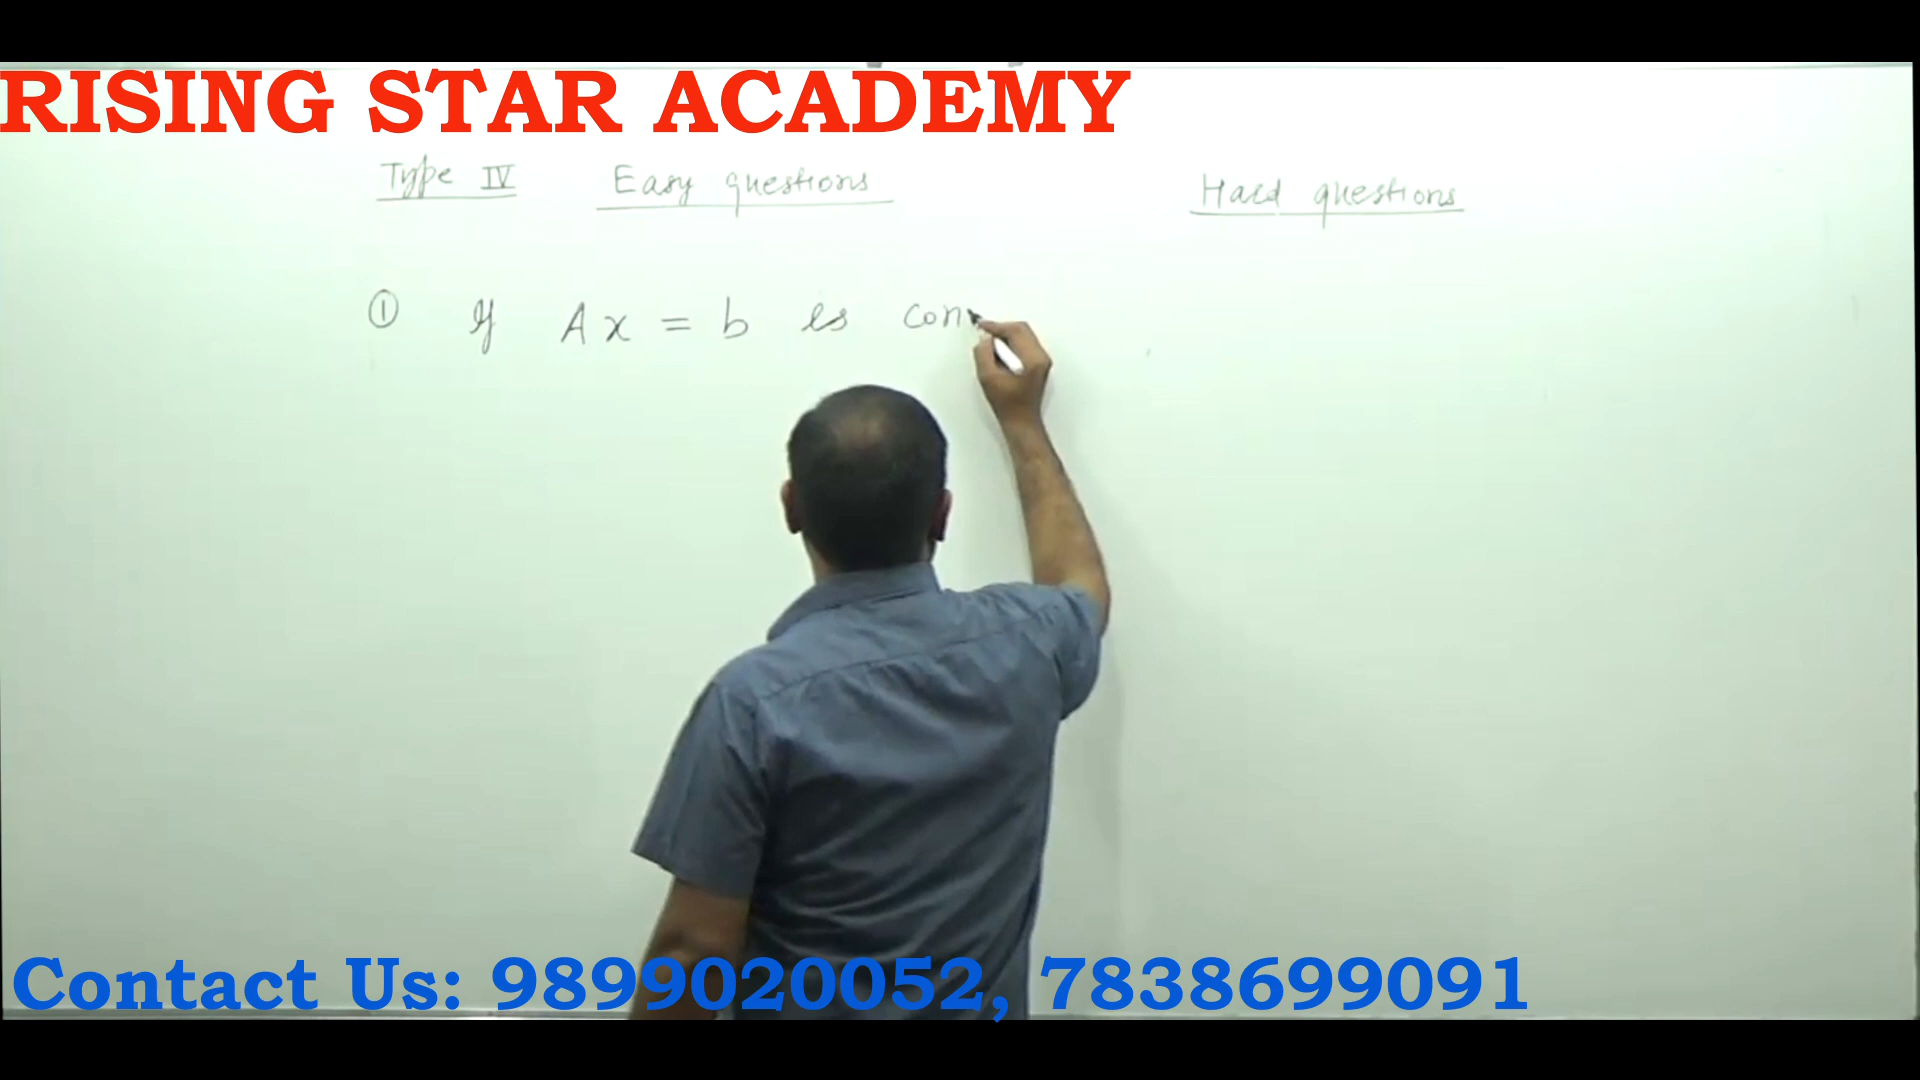 RISING STAR ACADEMY
Type IV Easy questions Hard questions
① If Ax = b is con
Contact Us: 9899020052, 7838699091